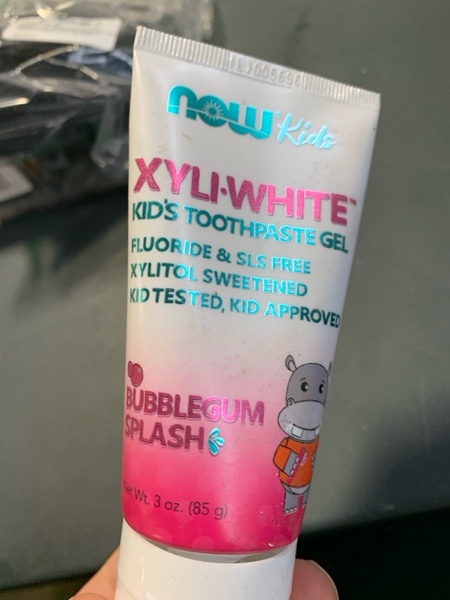 now Kids
XYLI·WHITE™
KID'S TOOTHPASTE GEL
FLUORIDE & SLS FREE
XYLITOL SWEETENED
KID TESTED, KID APPROVED
BUBBLEGUM
SPLASH
Net Wt. 3 oz. (85 g)